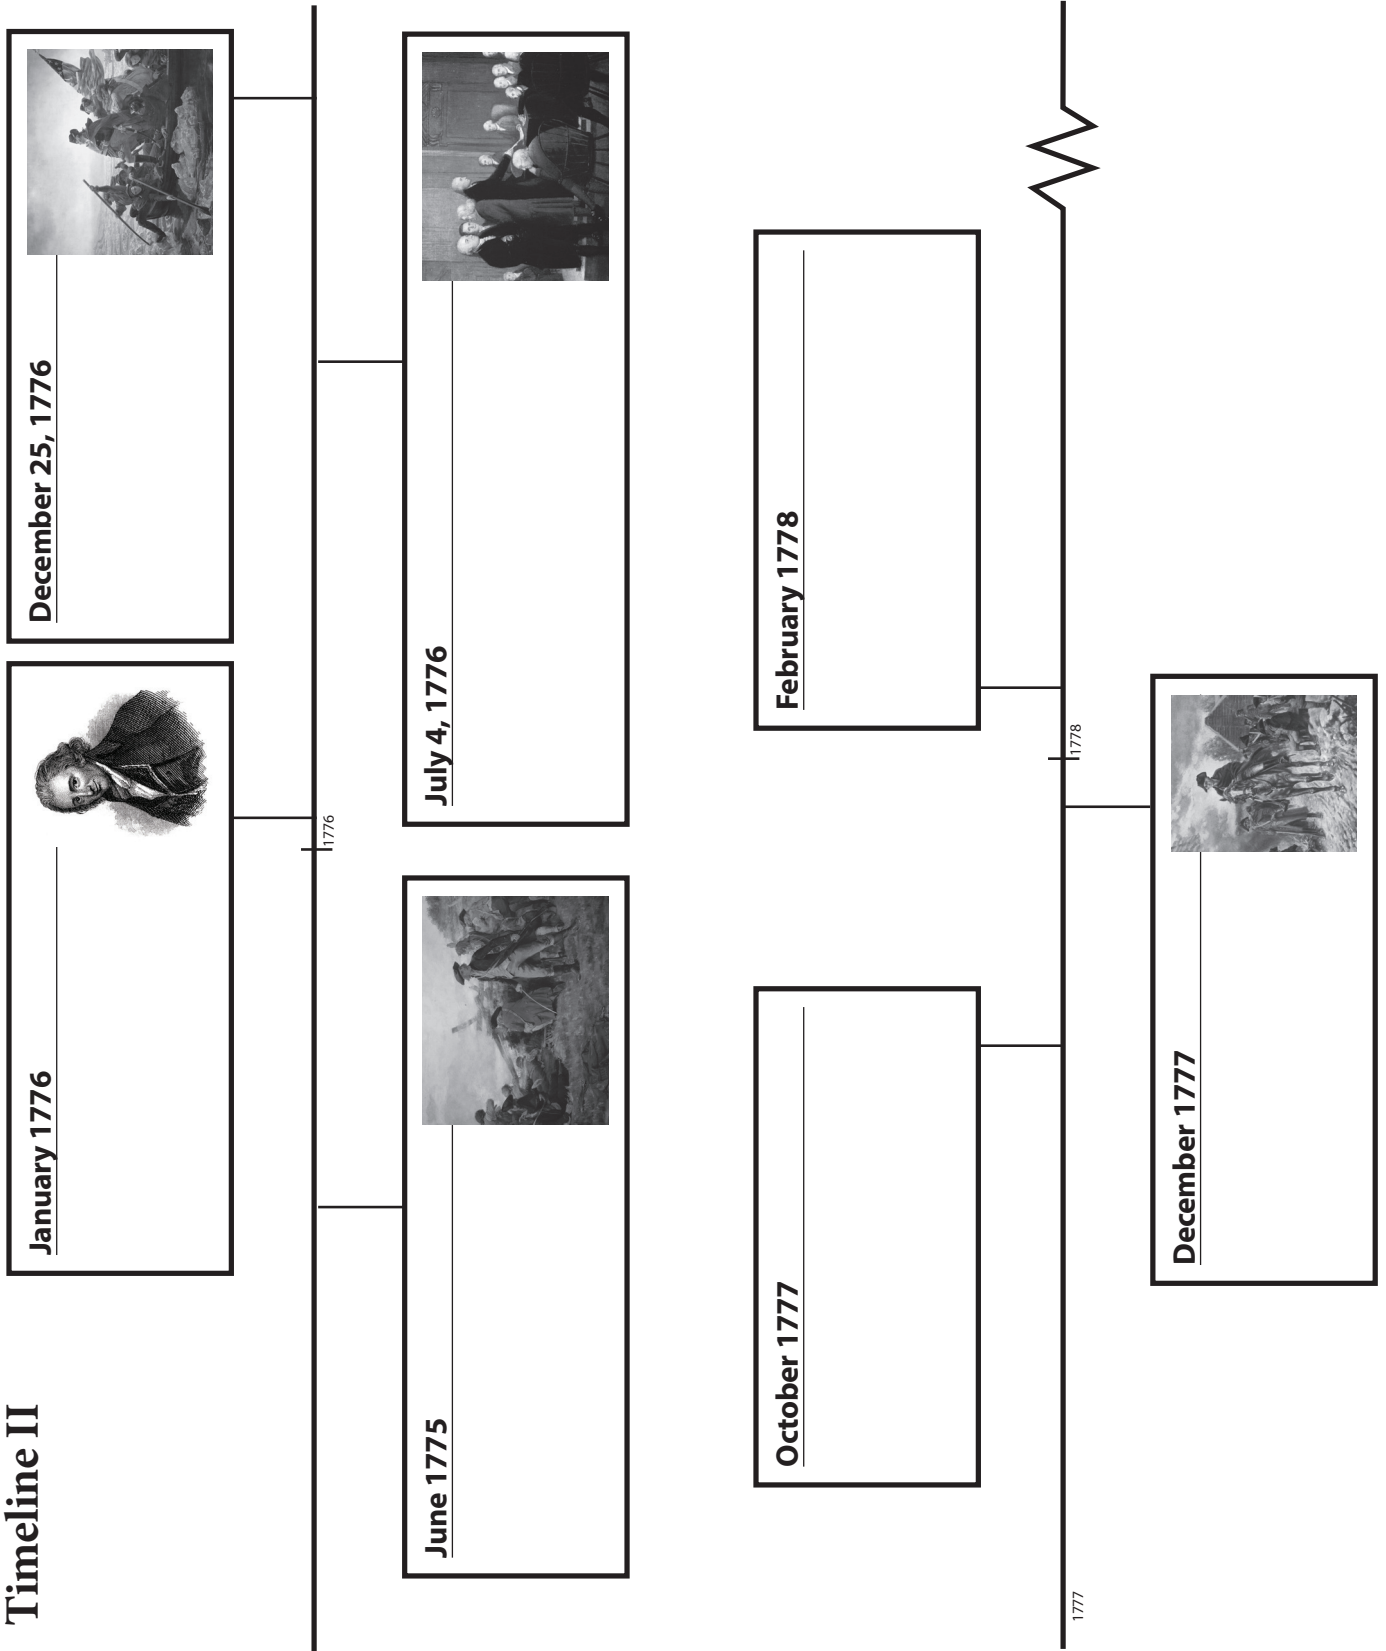 Timeline II
January 1776
December 25, 1776
1776
June 1775
July 4, 1776
October 1777
February 1778
1777
1778
December 1777